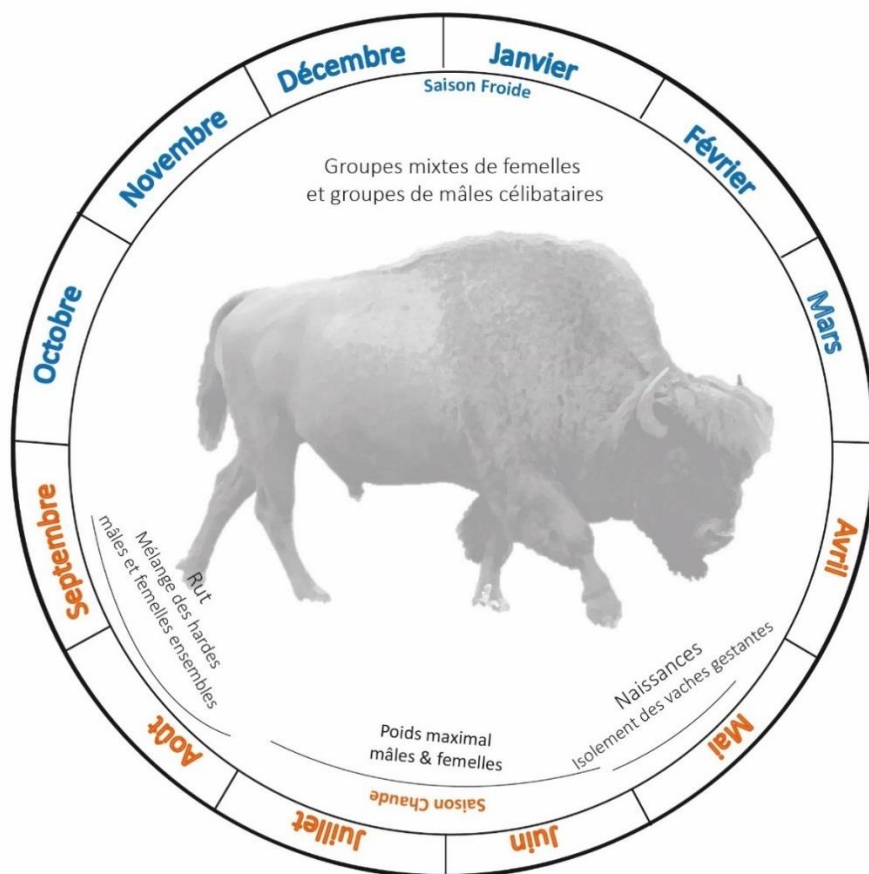 Janvier
Février
Mars
Avril
Mai
Juin
Juillet
Août
Septembre
Octobre
Novembre
Décembre
Saison Froide
Groupes mixtes de femelles
et groupes de mâles célibataires
Naissances
Isolement des vaches gestantes
Poids maximal
mâles & femelles
Saison Chaude
Rut
Mélange des hardes
mâles et femelles ensembles